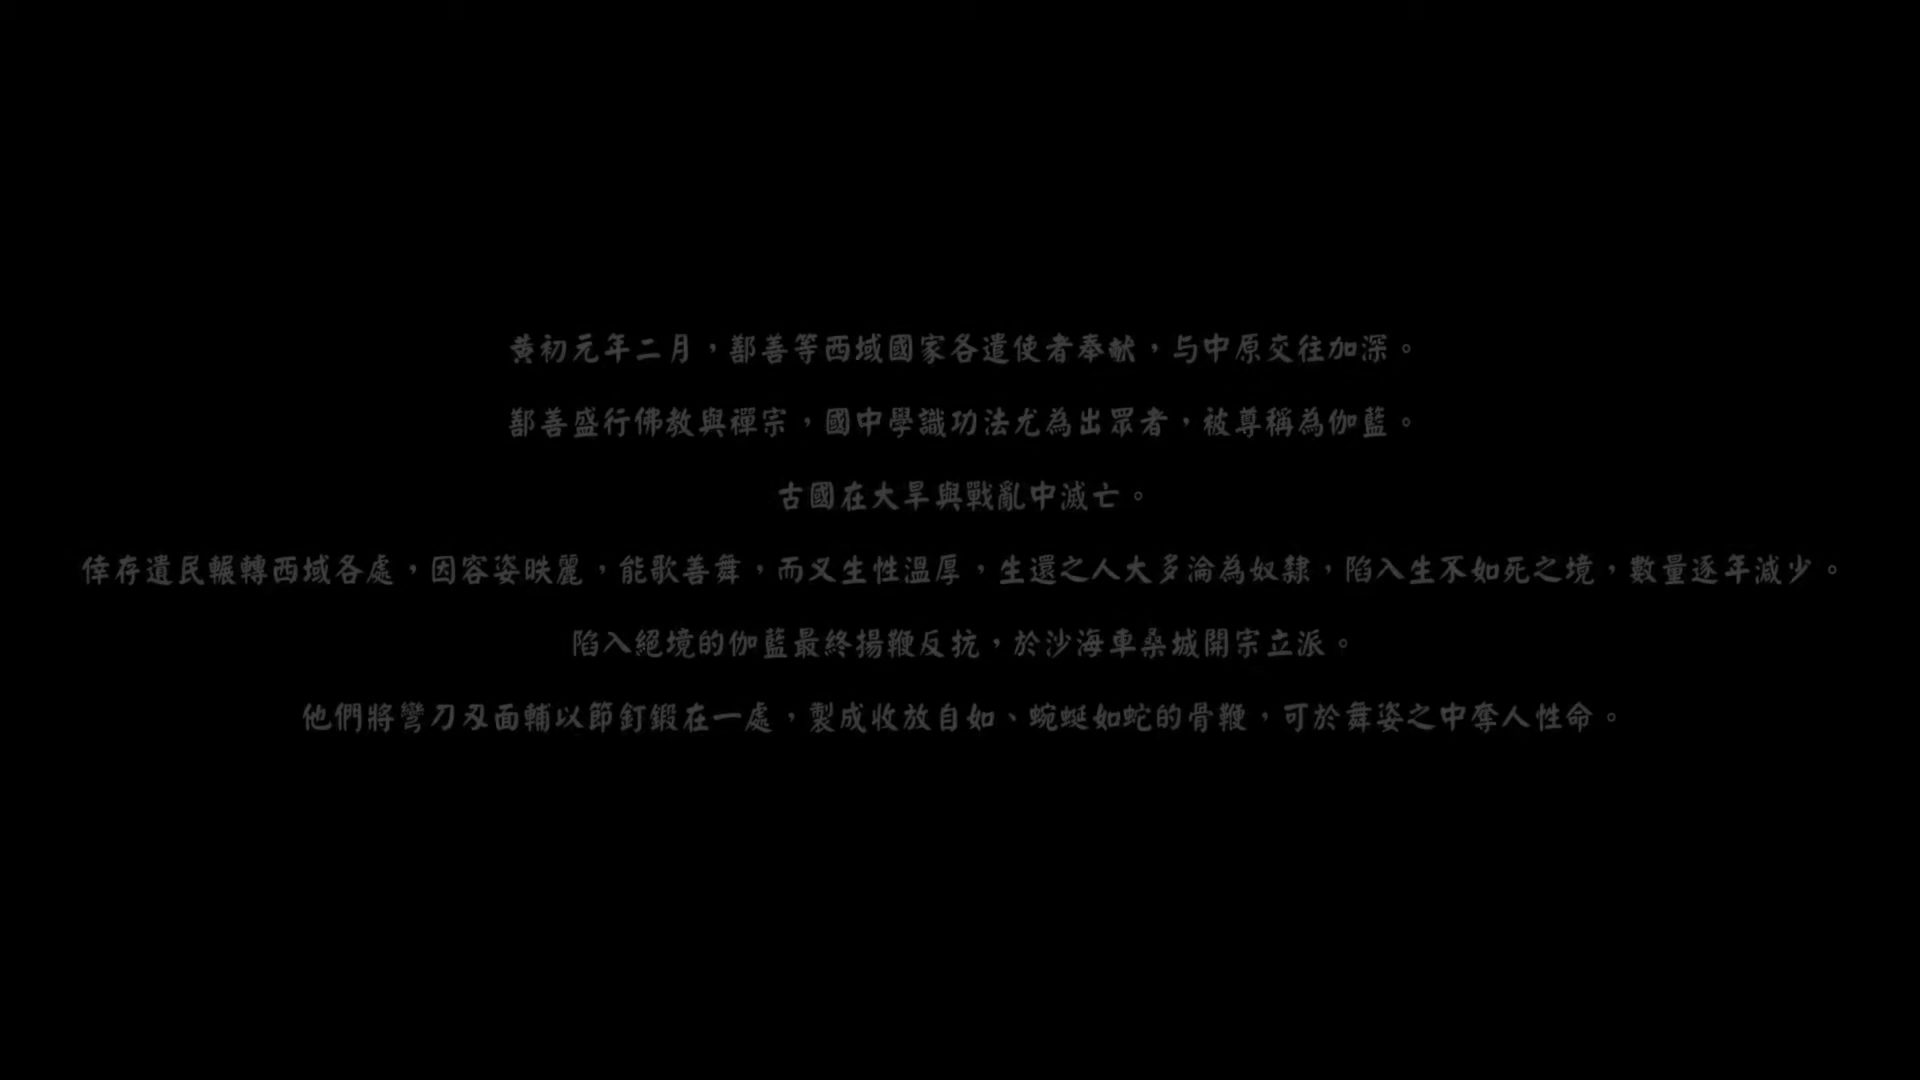 黃初元年二月，鄯善等西域國家各遣使者奉献，与中原交往加深。
鄯善盛行佛教與禪宗，國中學識功法尤為出眾者，被尊稱為伽藍。
古國在大旱與戰亂中滅亡。
倖存遺民輾轉西域各處，因容姿昳麗，能歌善舞，而又生性溫厚，生還之人大多淪為奴隸，陷入生不如死之境，數量逐年減少。
陷入絕境的伽藍最終揚鞭反抗，於沙海車桑城開宗立派。
他們將彎刀刃面輔以節釘鍛在一處，製成收放自如、蜿蜒如蛇的骨鞭，可於舞姿之中奪人性命。